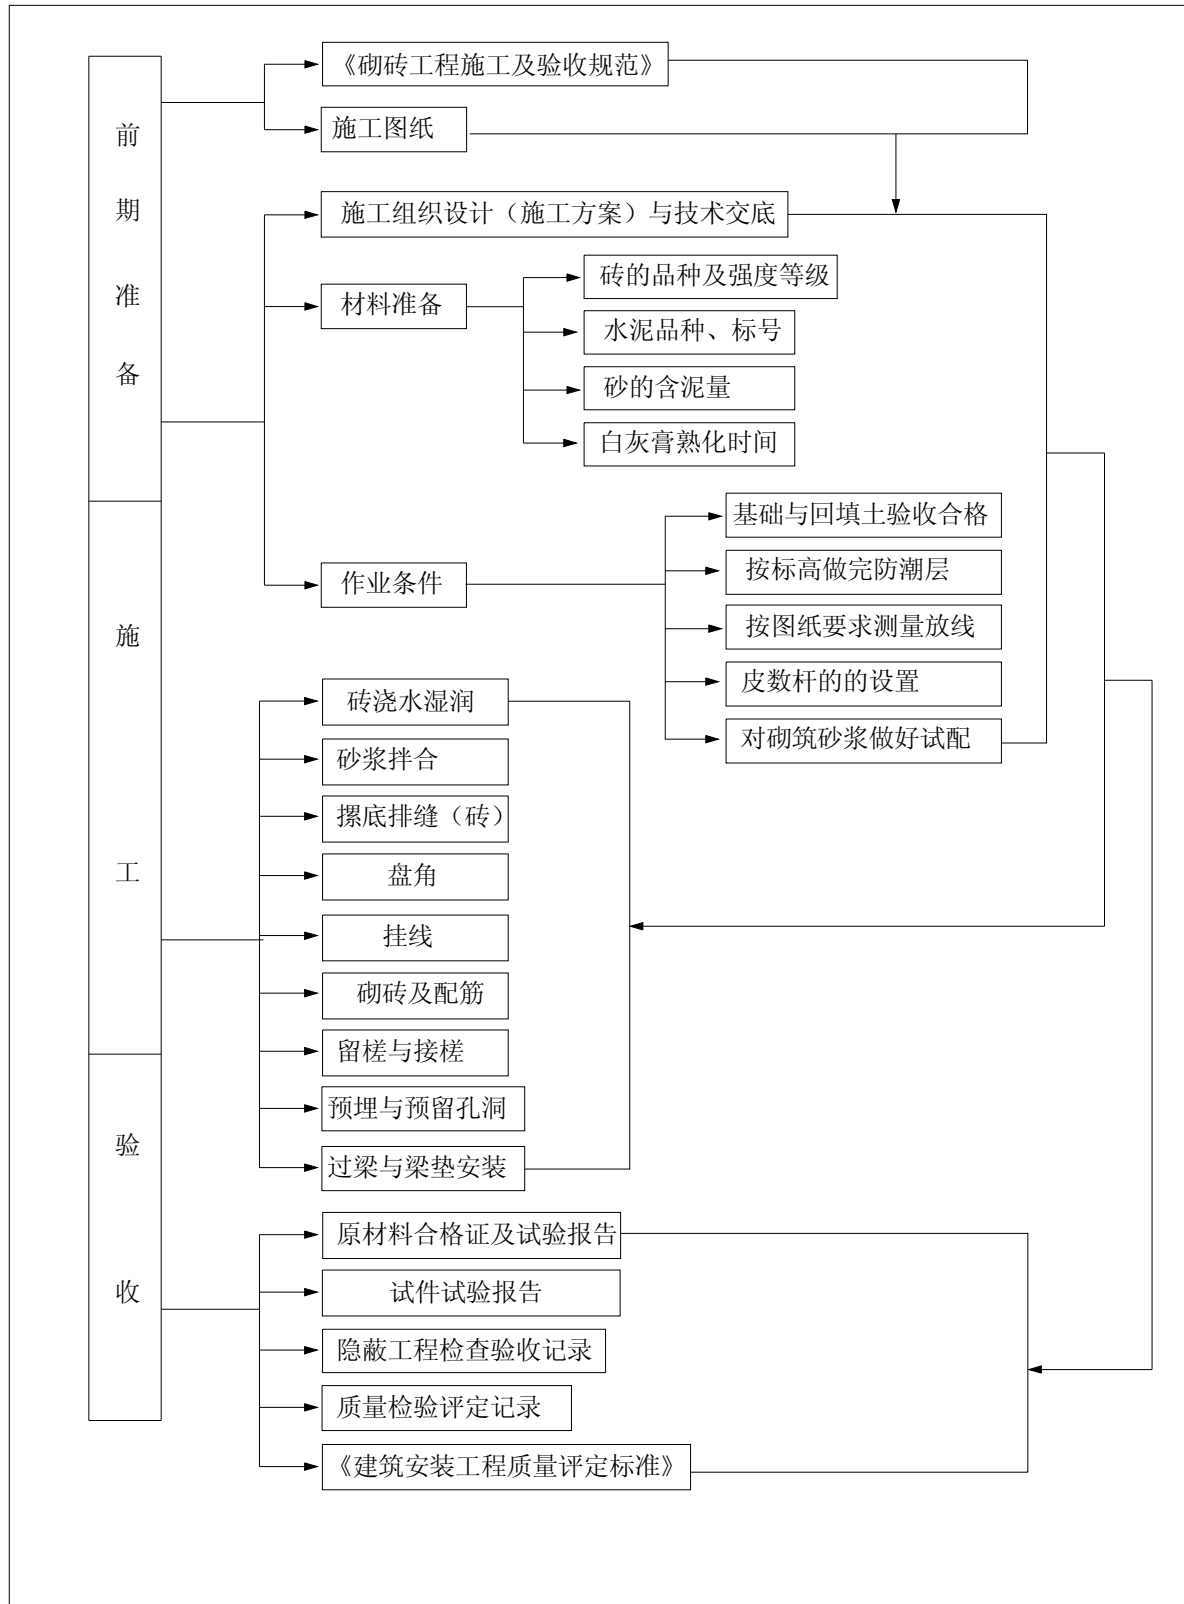 前期准备
《砌砖工程施工及验收规范》
施工图纸
施工组织设计（施工方案）与技术交底
材料准备
砖的品种及强度等级
水泥品种、标号
砂的含泥量
白灰膏熟化时间
作业条件
基础与回填土验收合格
按标高做完防潮层
按图纸要求测量放线
皮数杆的的设置
对砌筑砂浆做好试配
施工
砖浇水湿润
砂浆拌合
摞底排缝（砖）
盘角
挂线
砌砖及配筋
留槎与接槎
预埋与预留孔洞
过梁与梁垫安装
验收
原材料合格证及试验报告
试件试验报告
隐蔽工程检查验收记录
质量检验评定记录
《建筑安装工程质量评定标准》